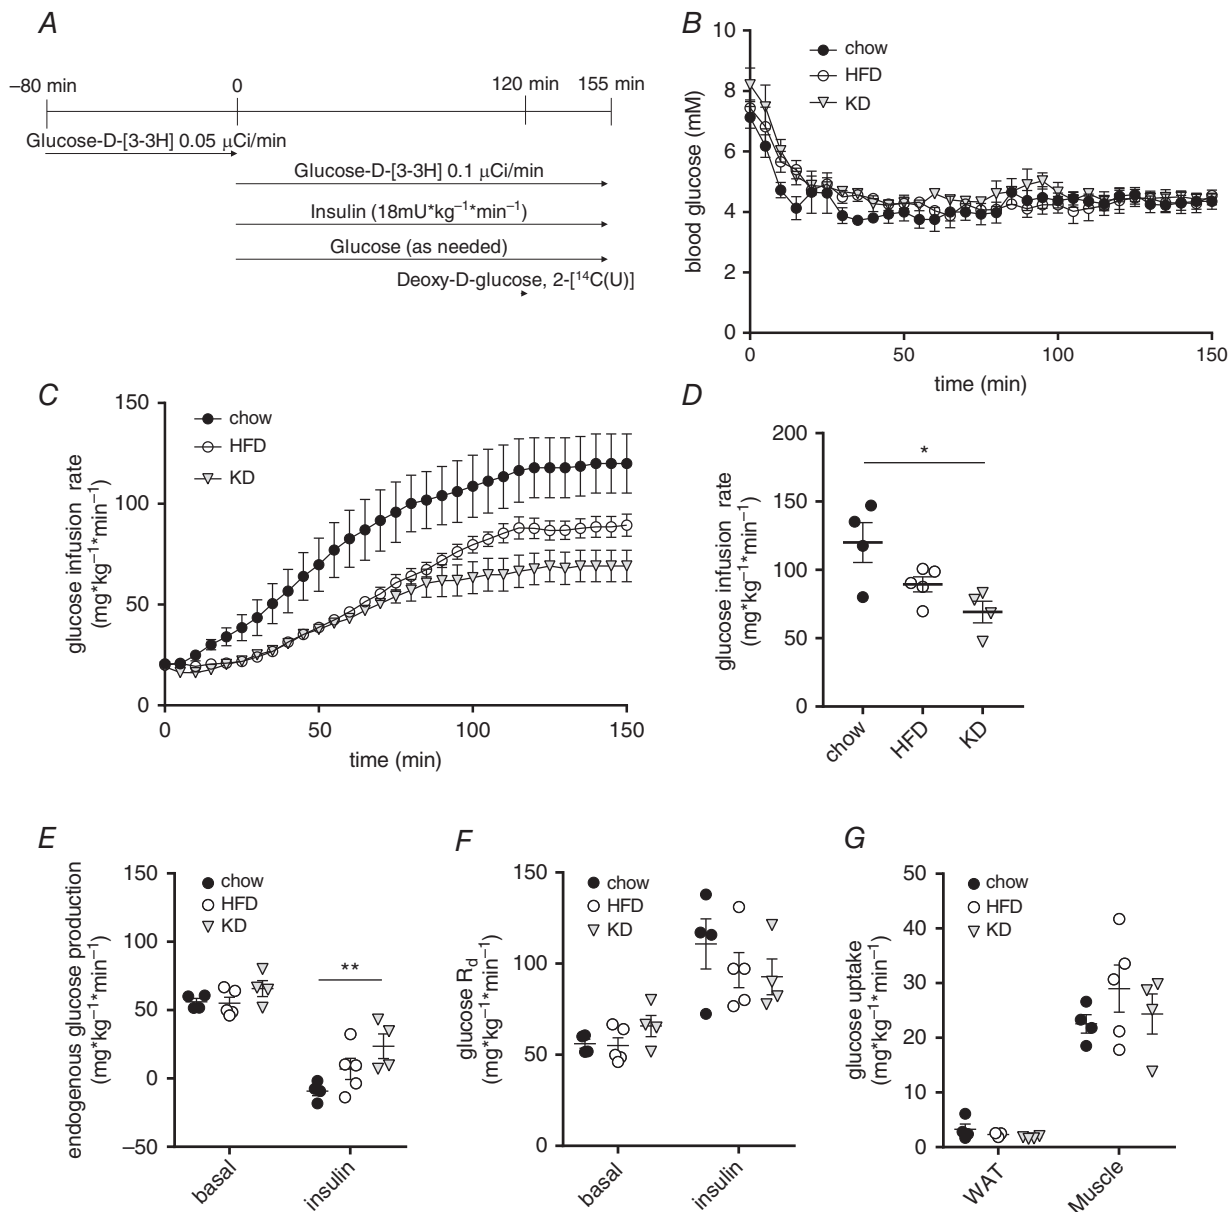 A
–80 min 0 120 min 155 min
Glucose-D-[3-3H] 0.05 μCi/min
Glucose-D-[3-3H] 0.1 μCi/min
Insulin (18mU*kg⁻¹*min⁻¹)
Glucose (as needed)
Deoxy-D-glucose, 2-[¹⁴C(U)]
B
chow
HFD
KD
blood glucose (mM)
10
8
6
4
2
0
0 50 100 150
time (min)
C
chow
HFD
KD
glucose infusion rate
(mg*kg⁻¹*min⁻¹)
150
100
50
0
0 50 100 150
time (min)
D
glucose infusion rate
(mg*kg⁻¹*min⁻¹)
200
150
100
50
0
*
chow HFD KD
E
chow
HFD
KD
endogenous glucose production
(mg*kg⁻¹*min⁻¹)
150
100
50
0
–50
**
basal insulin
F
chow
HFD
KD
glucose R_d
(mg*kg⁻¹*min⁻¹)
150
100
50
0
basal insulin
G
chow
HFD
KD
glucose uptake
(mg*kg⁻¹*min⁻¹)
50
40
30
20
10
0
WAT Muscle